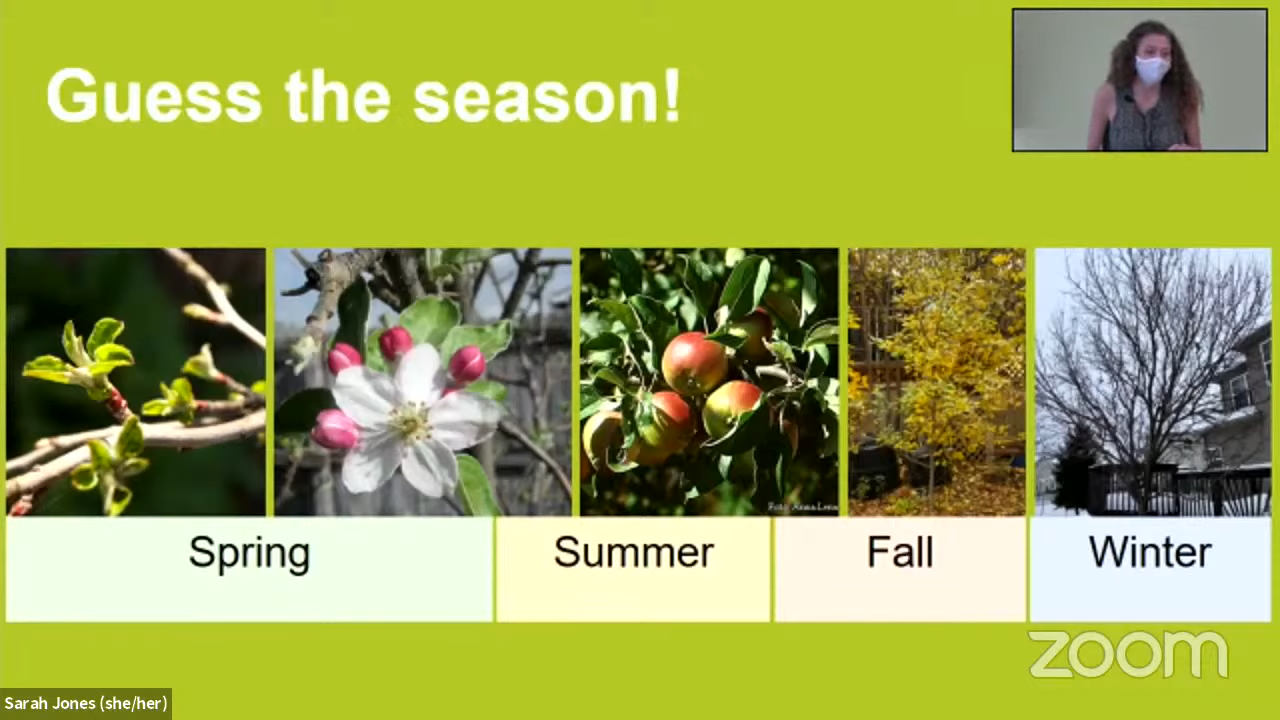 Guess the season!
Spring
Summer
Fall
Winter
zoom
Sarah Jones (she/her)